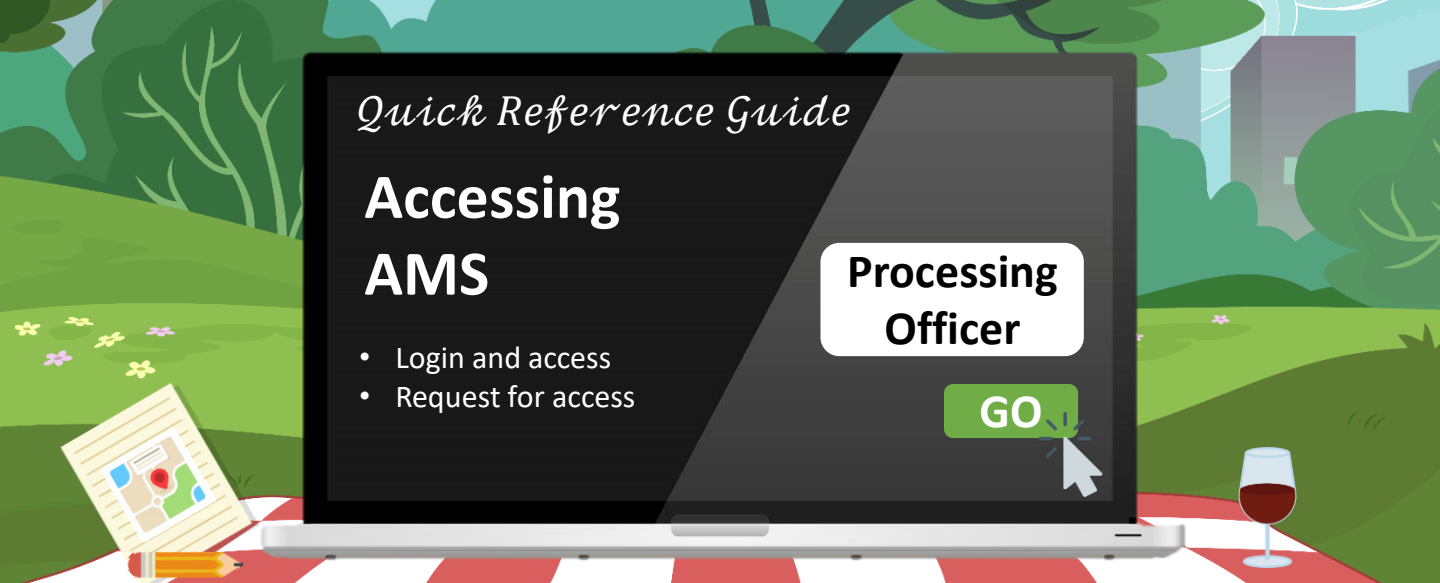 Quick Reference Guide
Accessing
AMS
• Login and access
• Request for access
Processing
Officer
GO